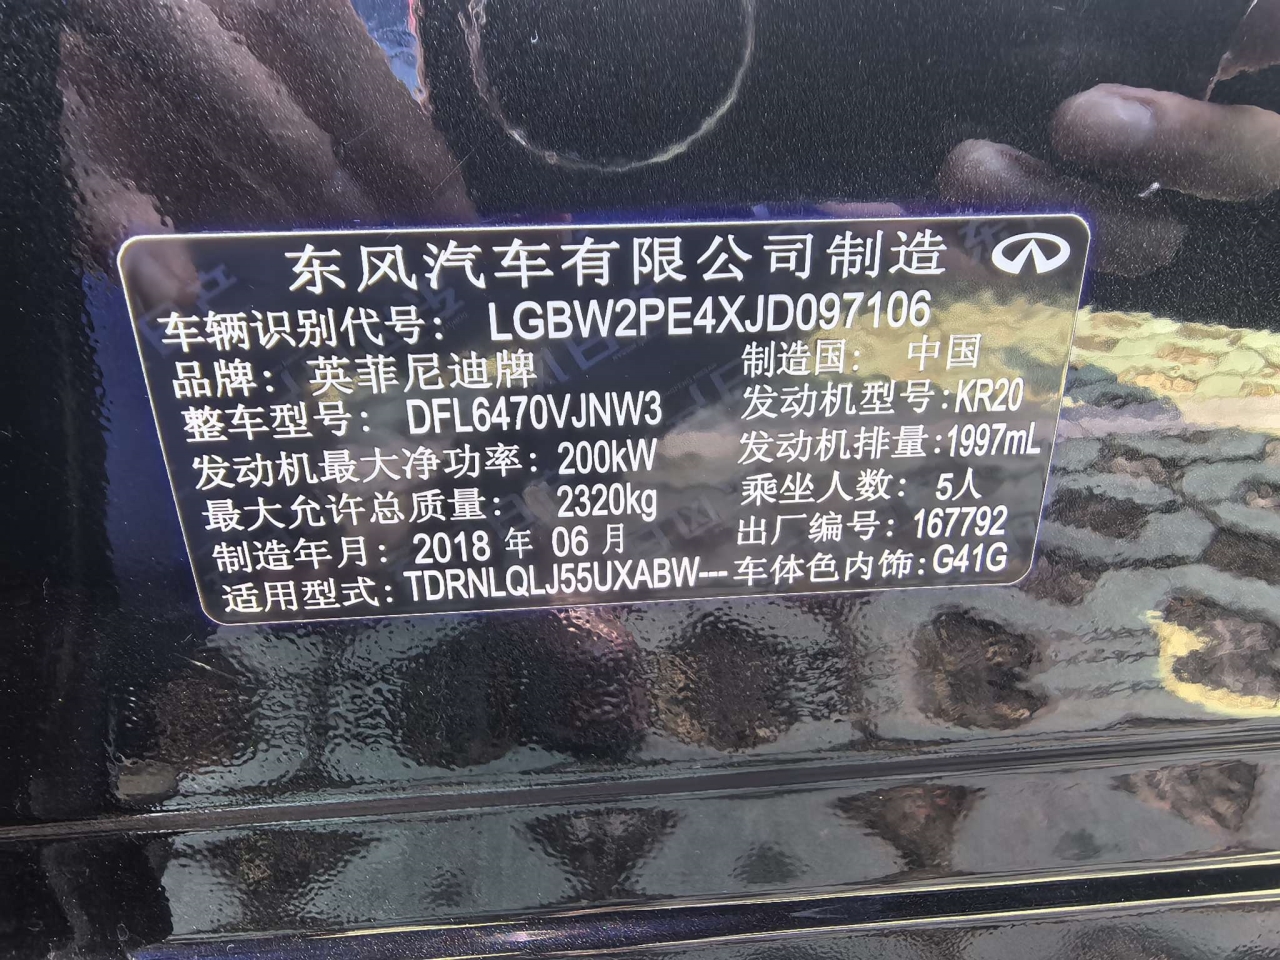 东风汽车有限公司制造
车辆识别代号: LGBW2PE4XJD097106
品牌: 英菲尼迪牌 制造国: 中国
整车型号: DFL6470VJNW3 发动机型号:KR20
发动机最大净功率: 200kW 发动机排量:1997mL
最大允许总质量: 2320kg 乘坐人数: 5人
制造年月: 2018 年 06 月 出厂编号: 167792
适用型式: TDRNLQLJ55UXABW--- 车体色内饰:G41G